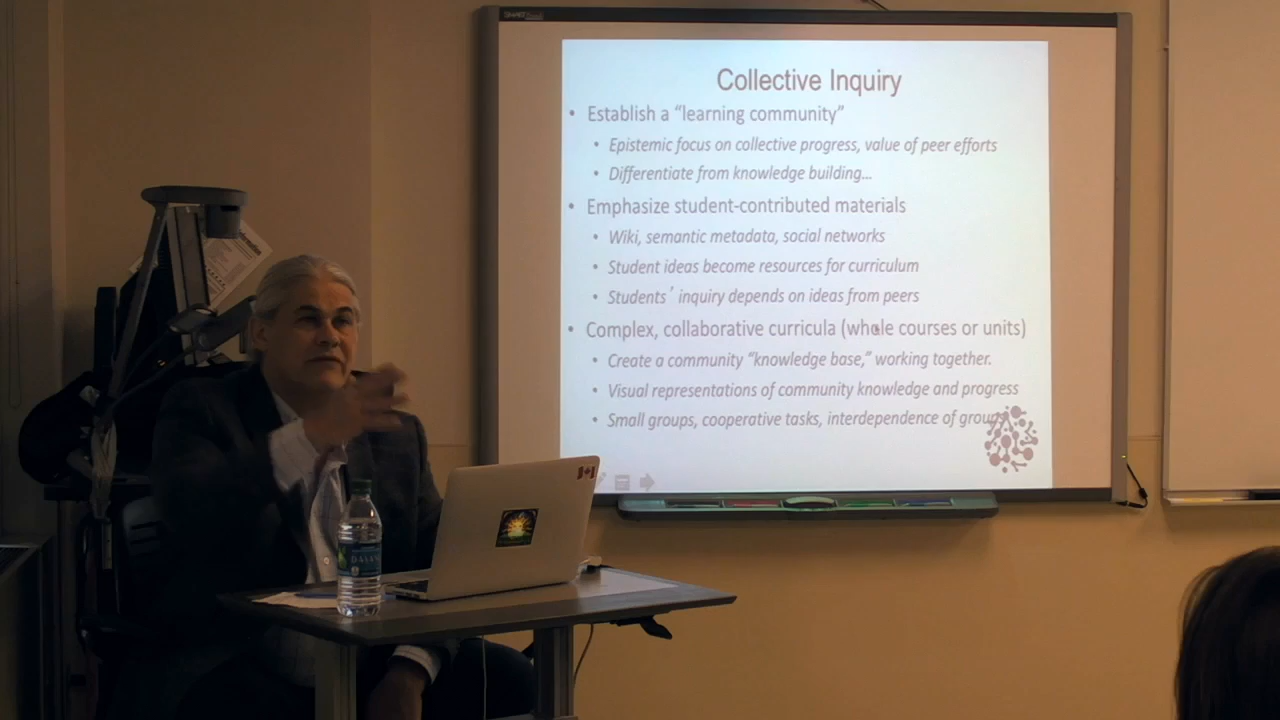 SMART
Collective Inquiry
• Establish a “learning community”
• Epistemic focus on collective progress, value of peer efforts
• Differentiate from knowledge building...
• Emphasize student-contributed materials
• Wiki, semantic metadata, social networks
• Student ideas become resources for curriculum
• Students’ inquiry depends on ideas from peers
• Complex, collaborative curricula (whole courses or units)
• Create a community “knowledge base,” working together.
• Visual representations of community knowledge and progress
• Small groups, cooperative tasks, interdependence of groups
DASANI